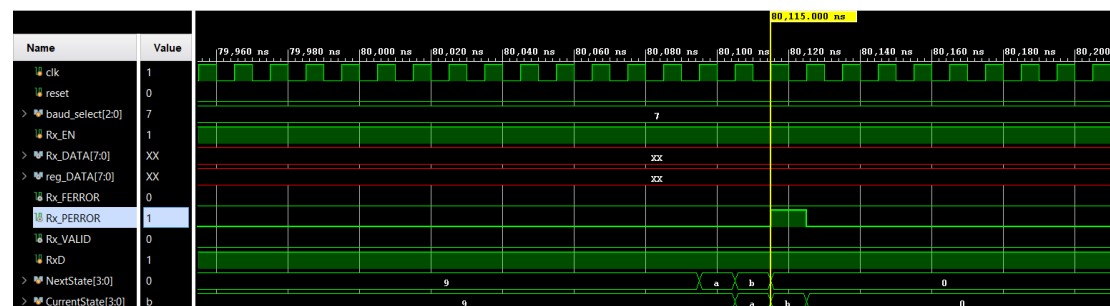 80,115.000 ns
Name Value 79,960 ns 79,980 ns 80,000 ns 80,020 ns 80,040 ns 80,060 ns 80,080 ns 80,100 ns 80,120 ns 80,140 ns 80,160 ns 80,180 ns 80,200
clk 1
reset 0
baud_select[2:0] 7 7
Rx_EN 1
Rx_DATA[7:0] XX XX
reg_DATA[7:0] XX XX
Rx_FERROR 0
Rx_PERROR 1
Rx_VALID 0
RxD 1
NextState[3:0] 0 9 a b 0
CurrentState[3:0] b 9 a b 0